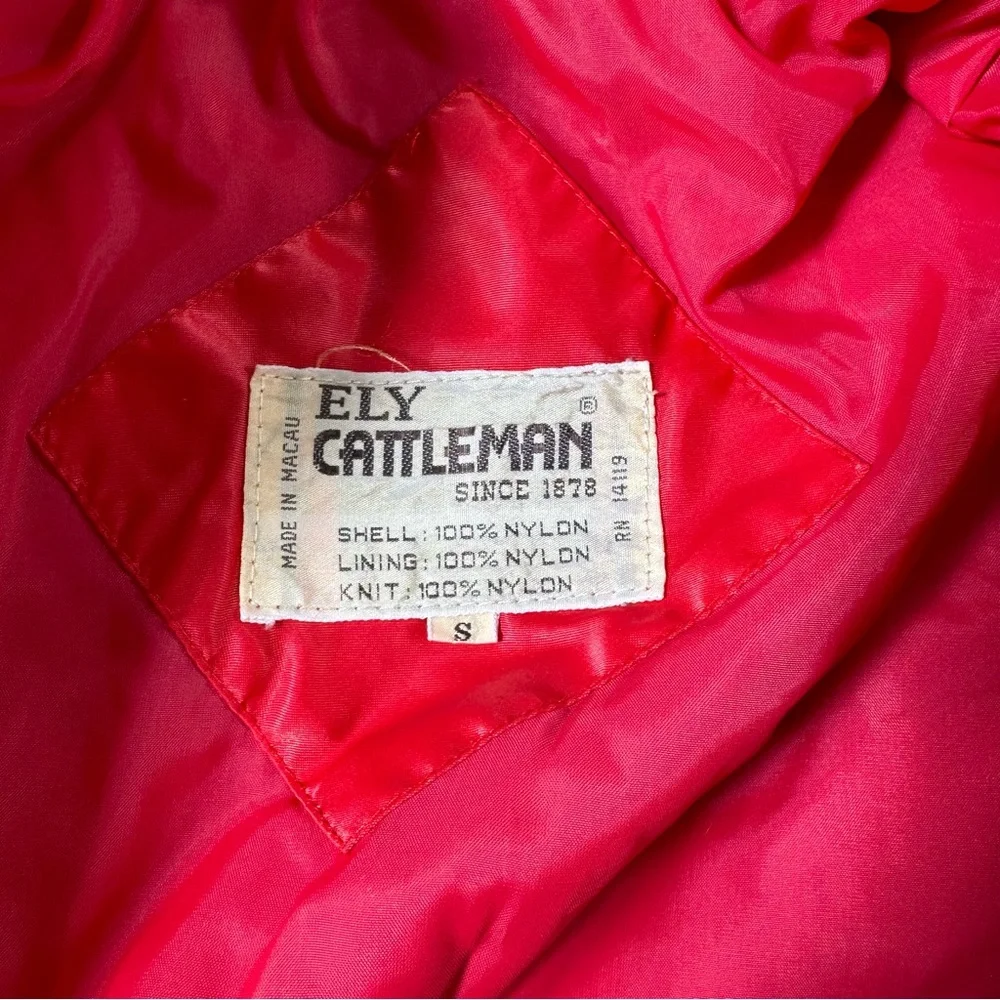 ELY ®
CATTLEMAN
SINCE 1878
SHELL: 100% NYLON
LINING: 100% NYLON
KNIT: 100% NYLON
MADE IN MACAU
RN 14119
S